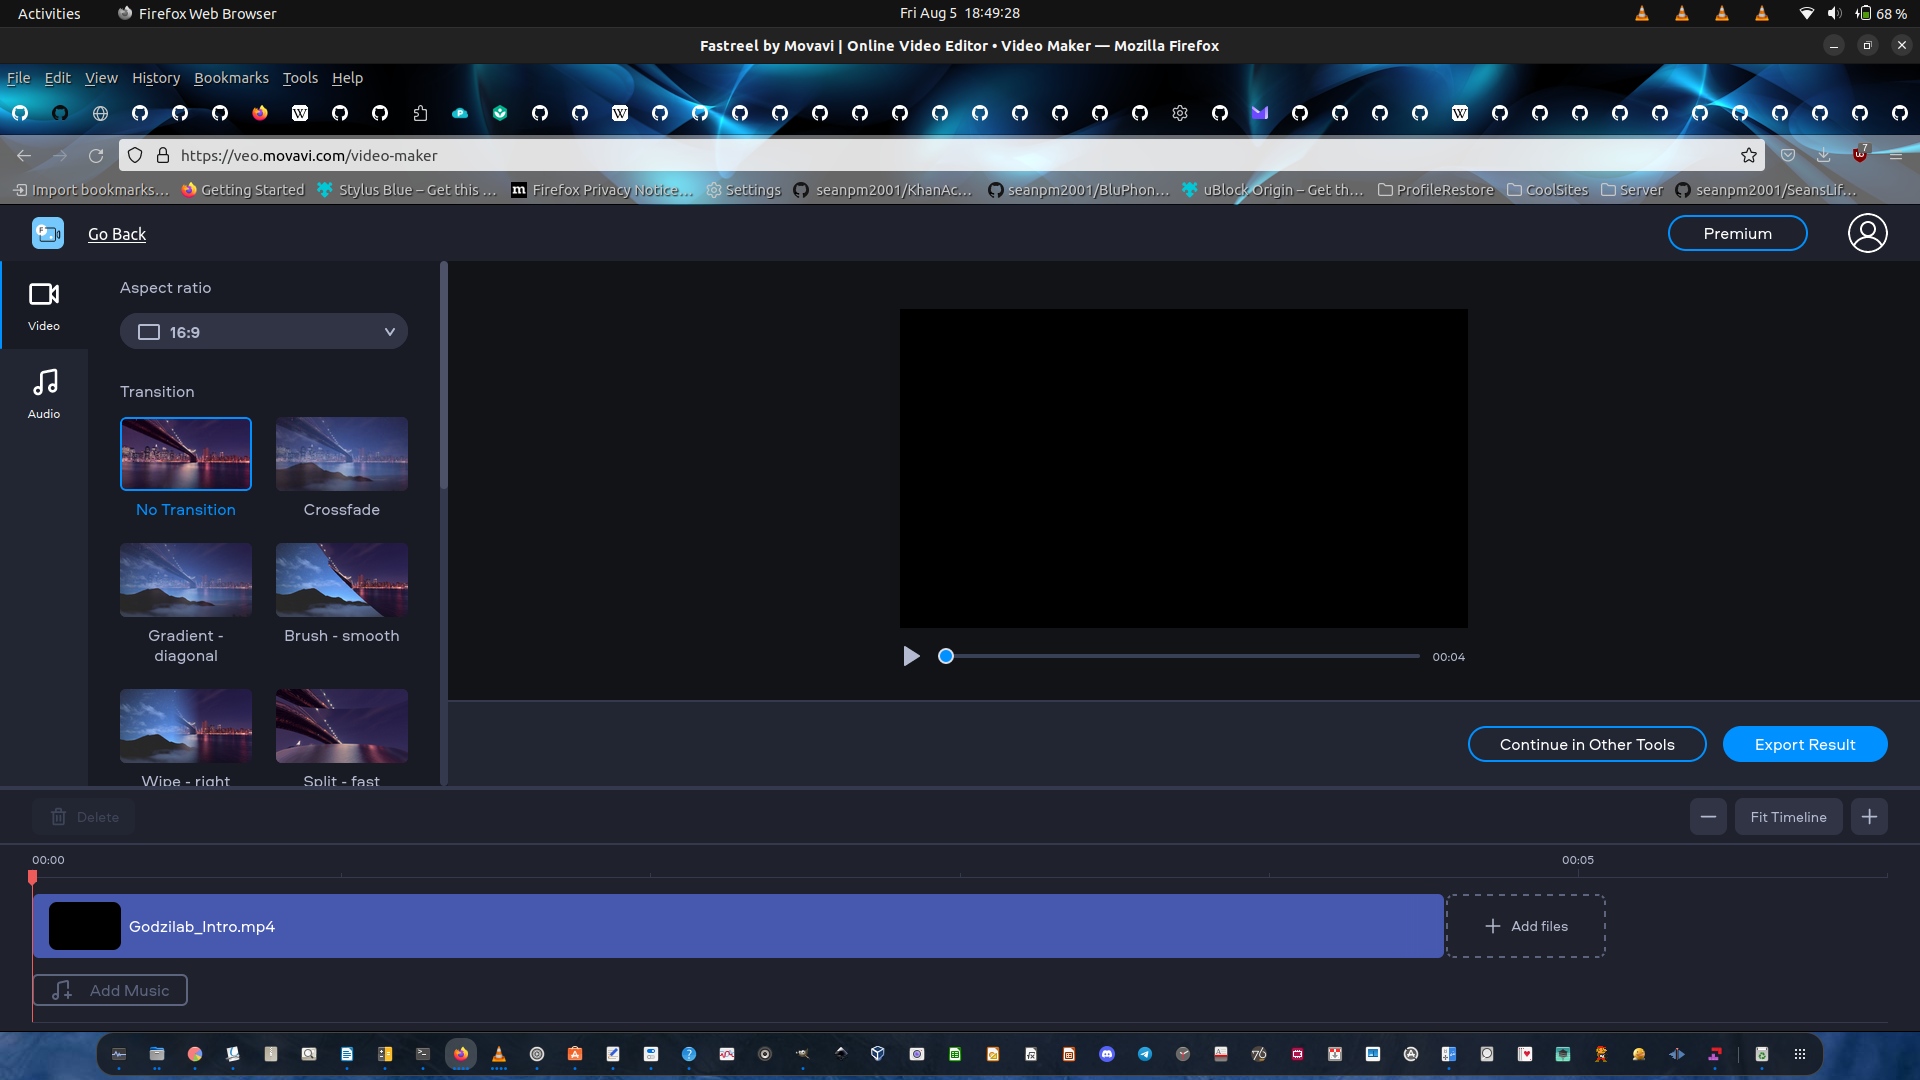 Activities
Firefox Web Browser
Fri Aug 5 18:49:28
68 %
Fastreel by Movavi | Online Video Editor • Video Maker — Mozilla Firefox
File Edit View History Bookmarks Tools Help
https://veo.movavi.com/video-maker
7
Import bookmarks… Getting Started Stylus Blue – Get this … Firefox Privacy Notice… Settings seanpm2001/KhanAc… seanpm2001/BluPhon… uBlock Origin – Get th… ProfileRestore CoolSites Server seanpm2001/SeansLif…
Go Back
Premium
Video
Audio
Aspect ratio
16:9
Transition
No Transition
Crossfade
Gradient -
diagonal
Brush - smooth
Wipe - right
Split - fast
00:04
Continue in Other Tools
Export Result
Delete
Fit Timeline
00:00
00:05
Godzilab_Intro.mp4
Add files
Add Music